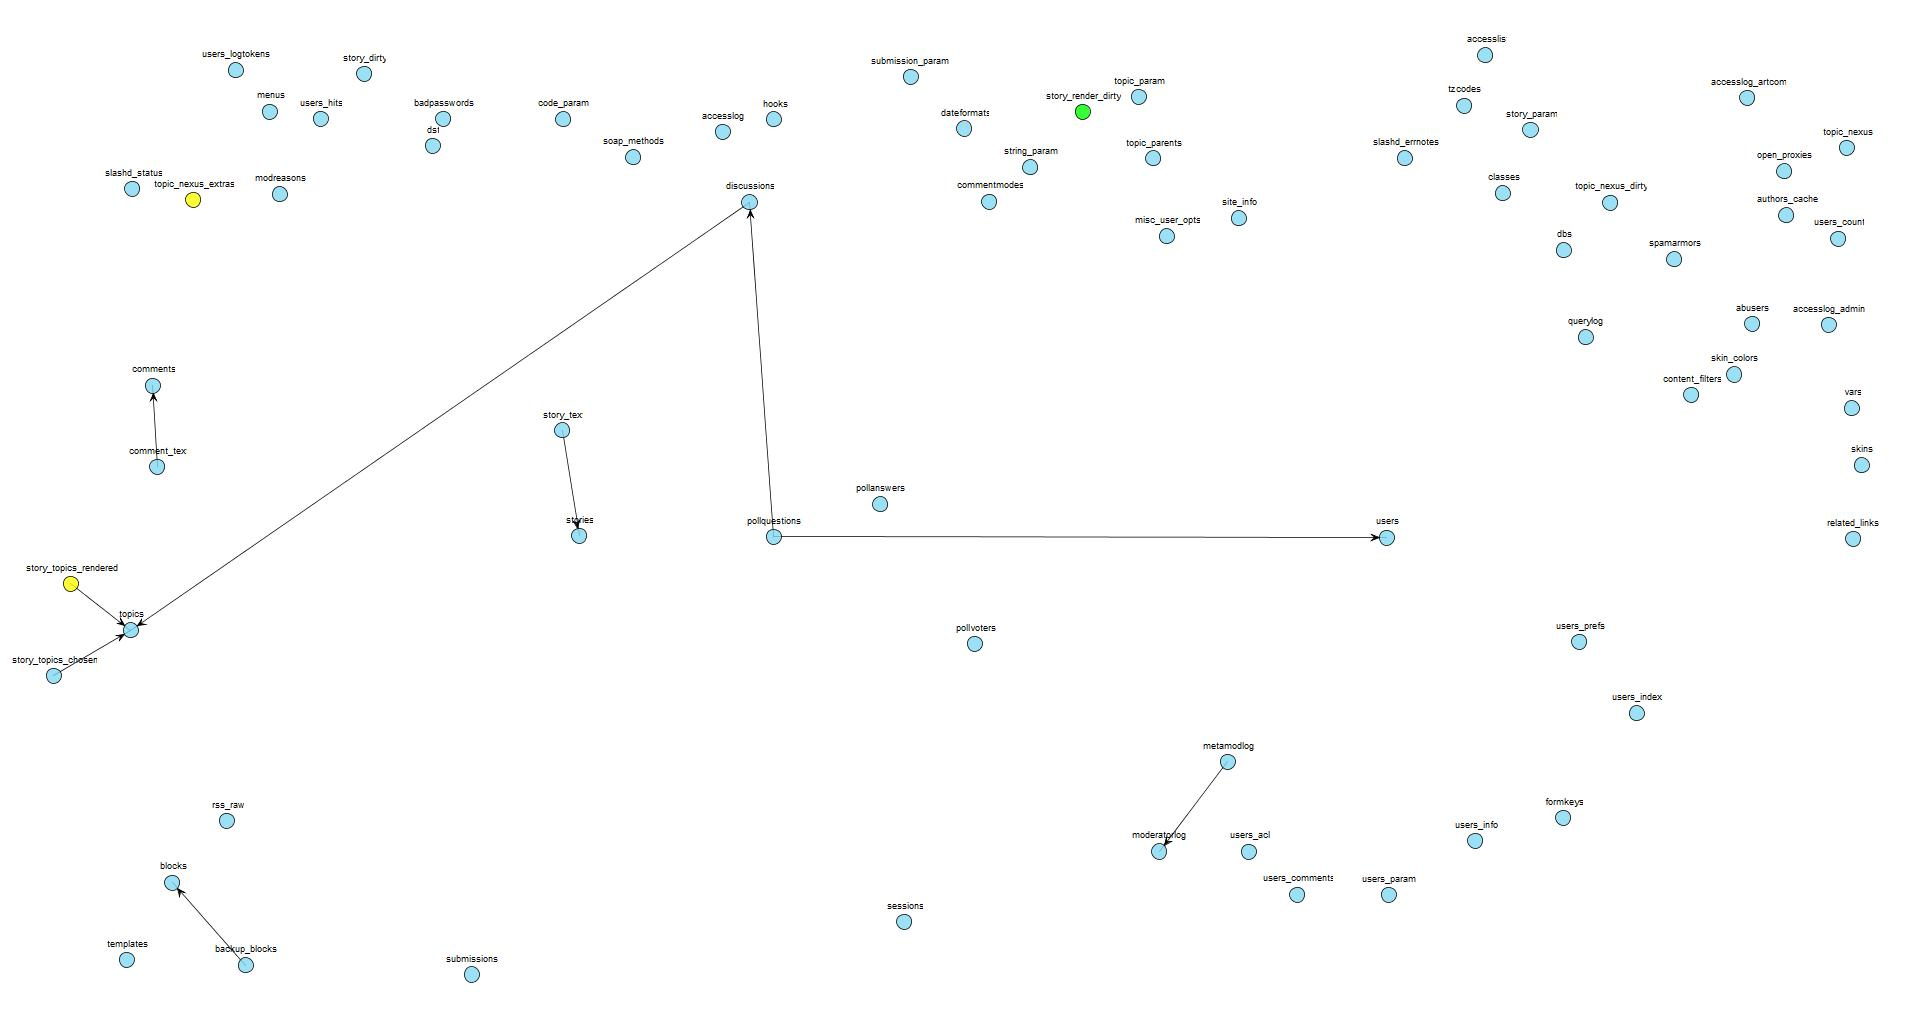 accesslis
users_logtokens
story_dirty
submission_param
topic_param
accesslog_artcom
tzcodes
menus
users_hits
badpasswords
code_param
hooks
story_render_dirty
accesslog
dateformats
story_param
dst
topic_nexus
soap_methods
string_param
topic_parents
slashd_errnotes
open_proxies
slashd_status
topic_nexus_extras
modreasons
discussions
commentmodes
classes
topic_nexus_dirty
authors_cache
site_info
misc_user_opts
users_count
dbs
spamarmors
abusers
accesslog_admin
querylog
skin_colors
comments
content_filters
vars
story_tex
comment_tex
skins
pollanswers
stories
pollquestions
users
related_links
story_topics_rendered
topics
pollvoters
users_prefs
story_topics_chosen
users_index
metamodlog
rss_raw
formkeys
users_info
moderatorlog
users_acl
blocks
users_comments
users_param
sessions
templates
backup_blocks
submissions